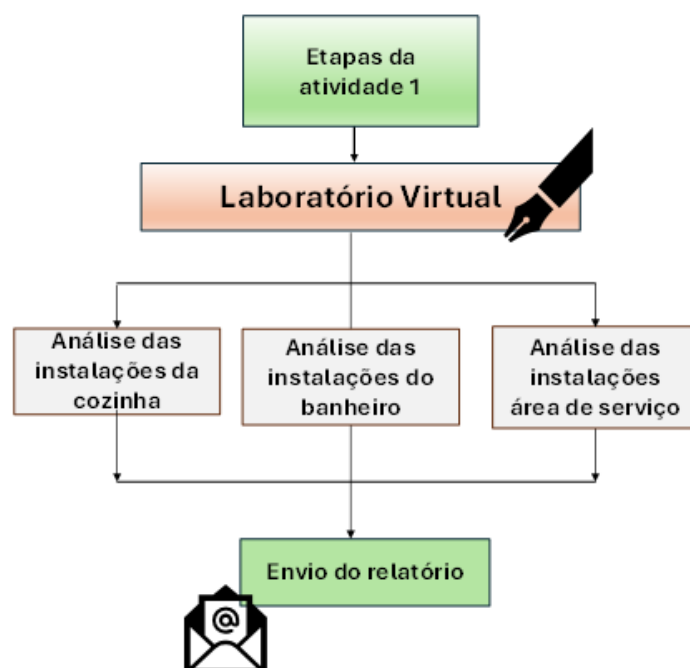 Etapas da
atividade 1
Laboratório Virtual
Análise das
instalações da
cozinha
Análise das
instalações do
banheiro
Análise das
instalações
área de serviço
Envio do relatório
@